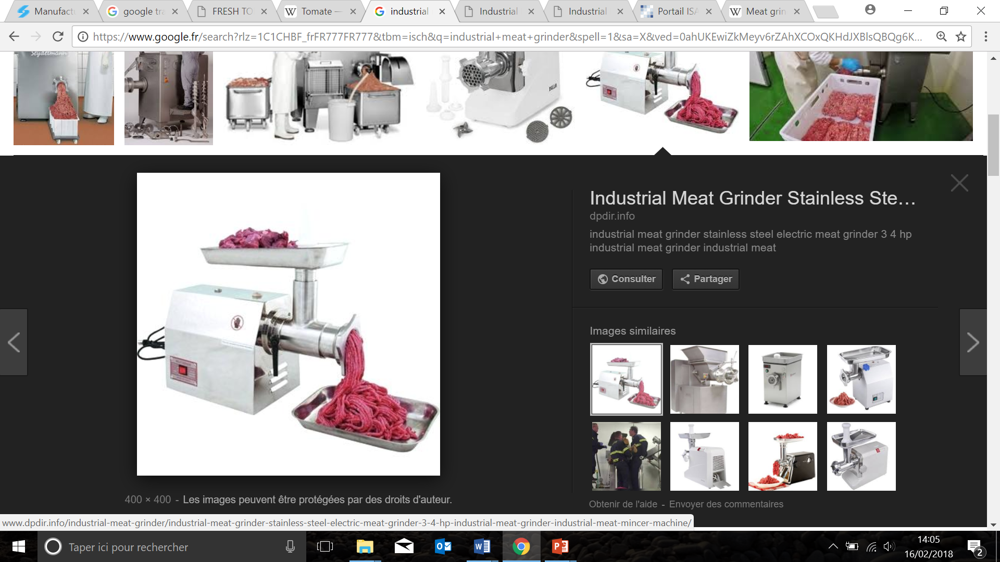 Manufactu
google tra
FRESH TO
Tomate —
industrial
Industrial
Industrial
Portail ISA
Meat grin
https://www.google.fr/search?rlz=1C1CHBF_frFR777FR777&tbm=isch&q=industrial+meat+grinder&spell=1&sa=X&ved=0ahUKEwiZkMeyv6rZAhXCOxQKHdJXBlsQBQg6K...
Seydelmann
DELLA
Industrial Meat Grinder Stainless Ste...
dpdir.info
industrial meat grinder stainless steel electric meat grinder 3 4 hp
industrial meat grinder industrial meat
Consulter
Partager
Images similaires
400 × 400 - Les images peuvent être protégées par des droits d'auteur.
Obtenir de l'aide - Envoyer des commentaires
www.dpdir.info/industrial-meat-grinder/industrial-meat-grinder-stainless-steel-electric-meat-grinder-3-4-hp-industrial-meat-grinder-industrial-meat-mincer-machine/
Taper ici pour rechercher
14:05
16/02/2018
2